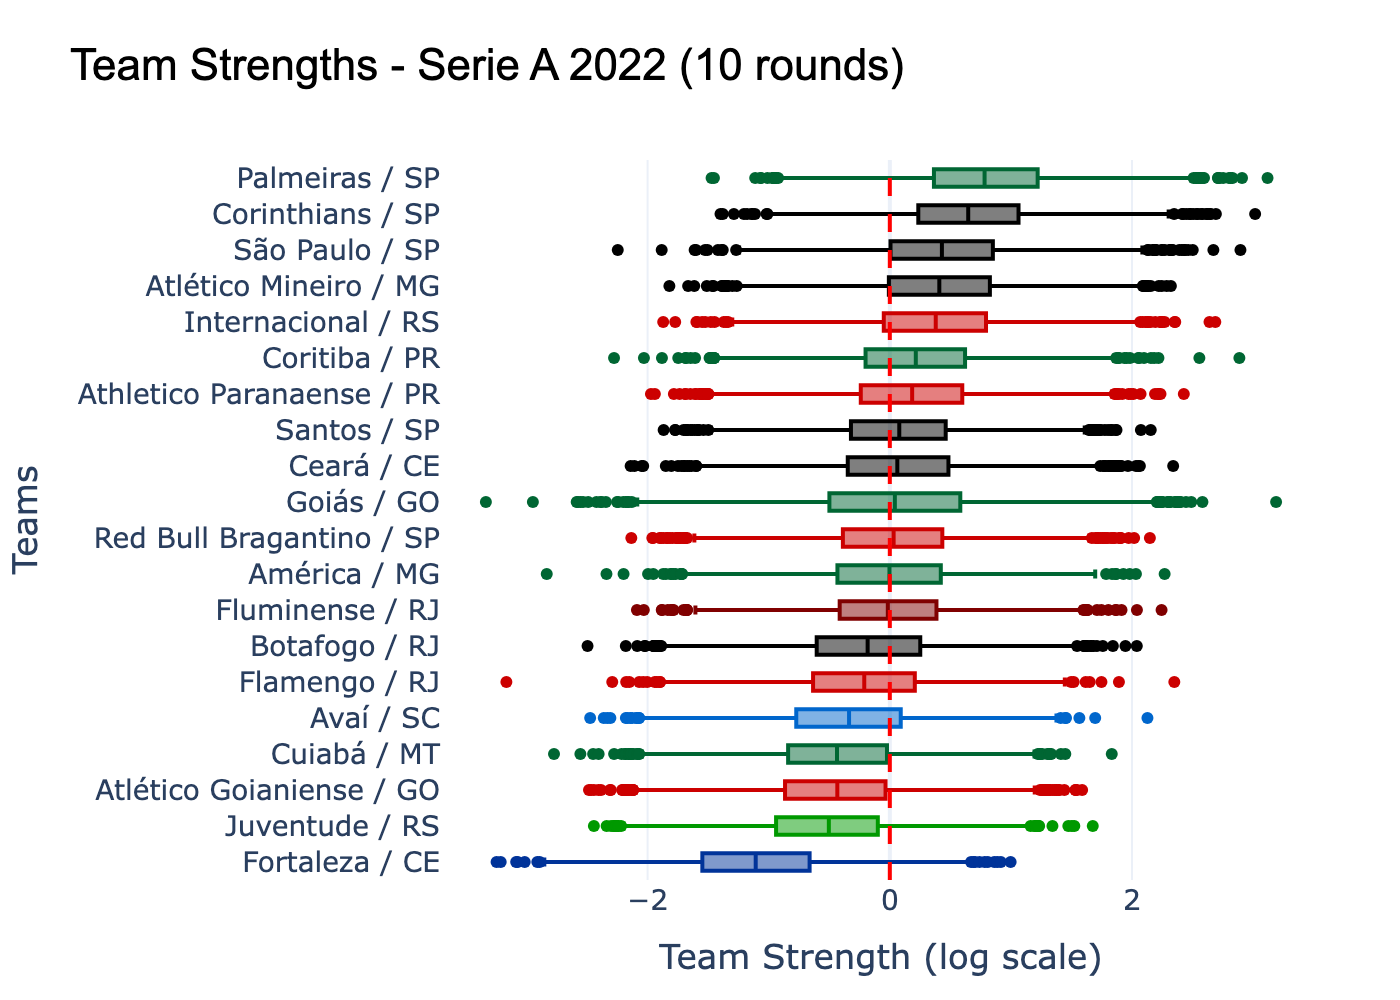 Team Strengths - Serie A 2022 (10 rounds)
Palmeiras / SP
Corinthians / SP
São Paulo / SP
Atlético Mineiro / MG
Internacional / RS
Coritiba / PR
Athletico Paranaense / PR
Santos / SP
Ceará / CE
Goiás / GO
Red Bull Bragantino / SP
América / MG
Fluminense / RJ
Botafogo / RJ
Flamengo / RJ
Avaí / SC
Cuiabá / MT
Atlético Goianiense / GO
Juventude / RS
Fortaleza / CE
Teams
−2 0 2
Team Strength (log scale)